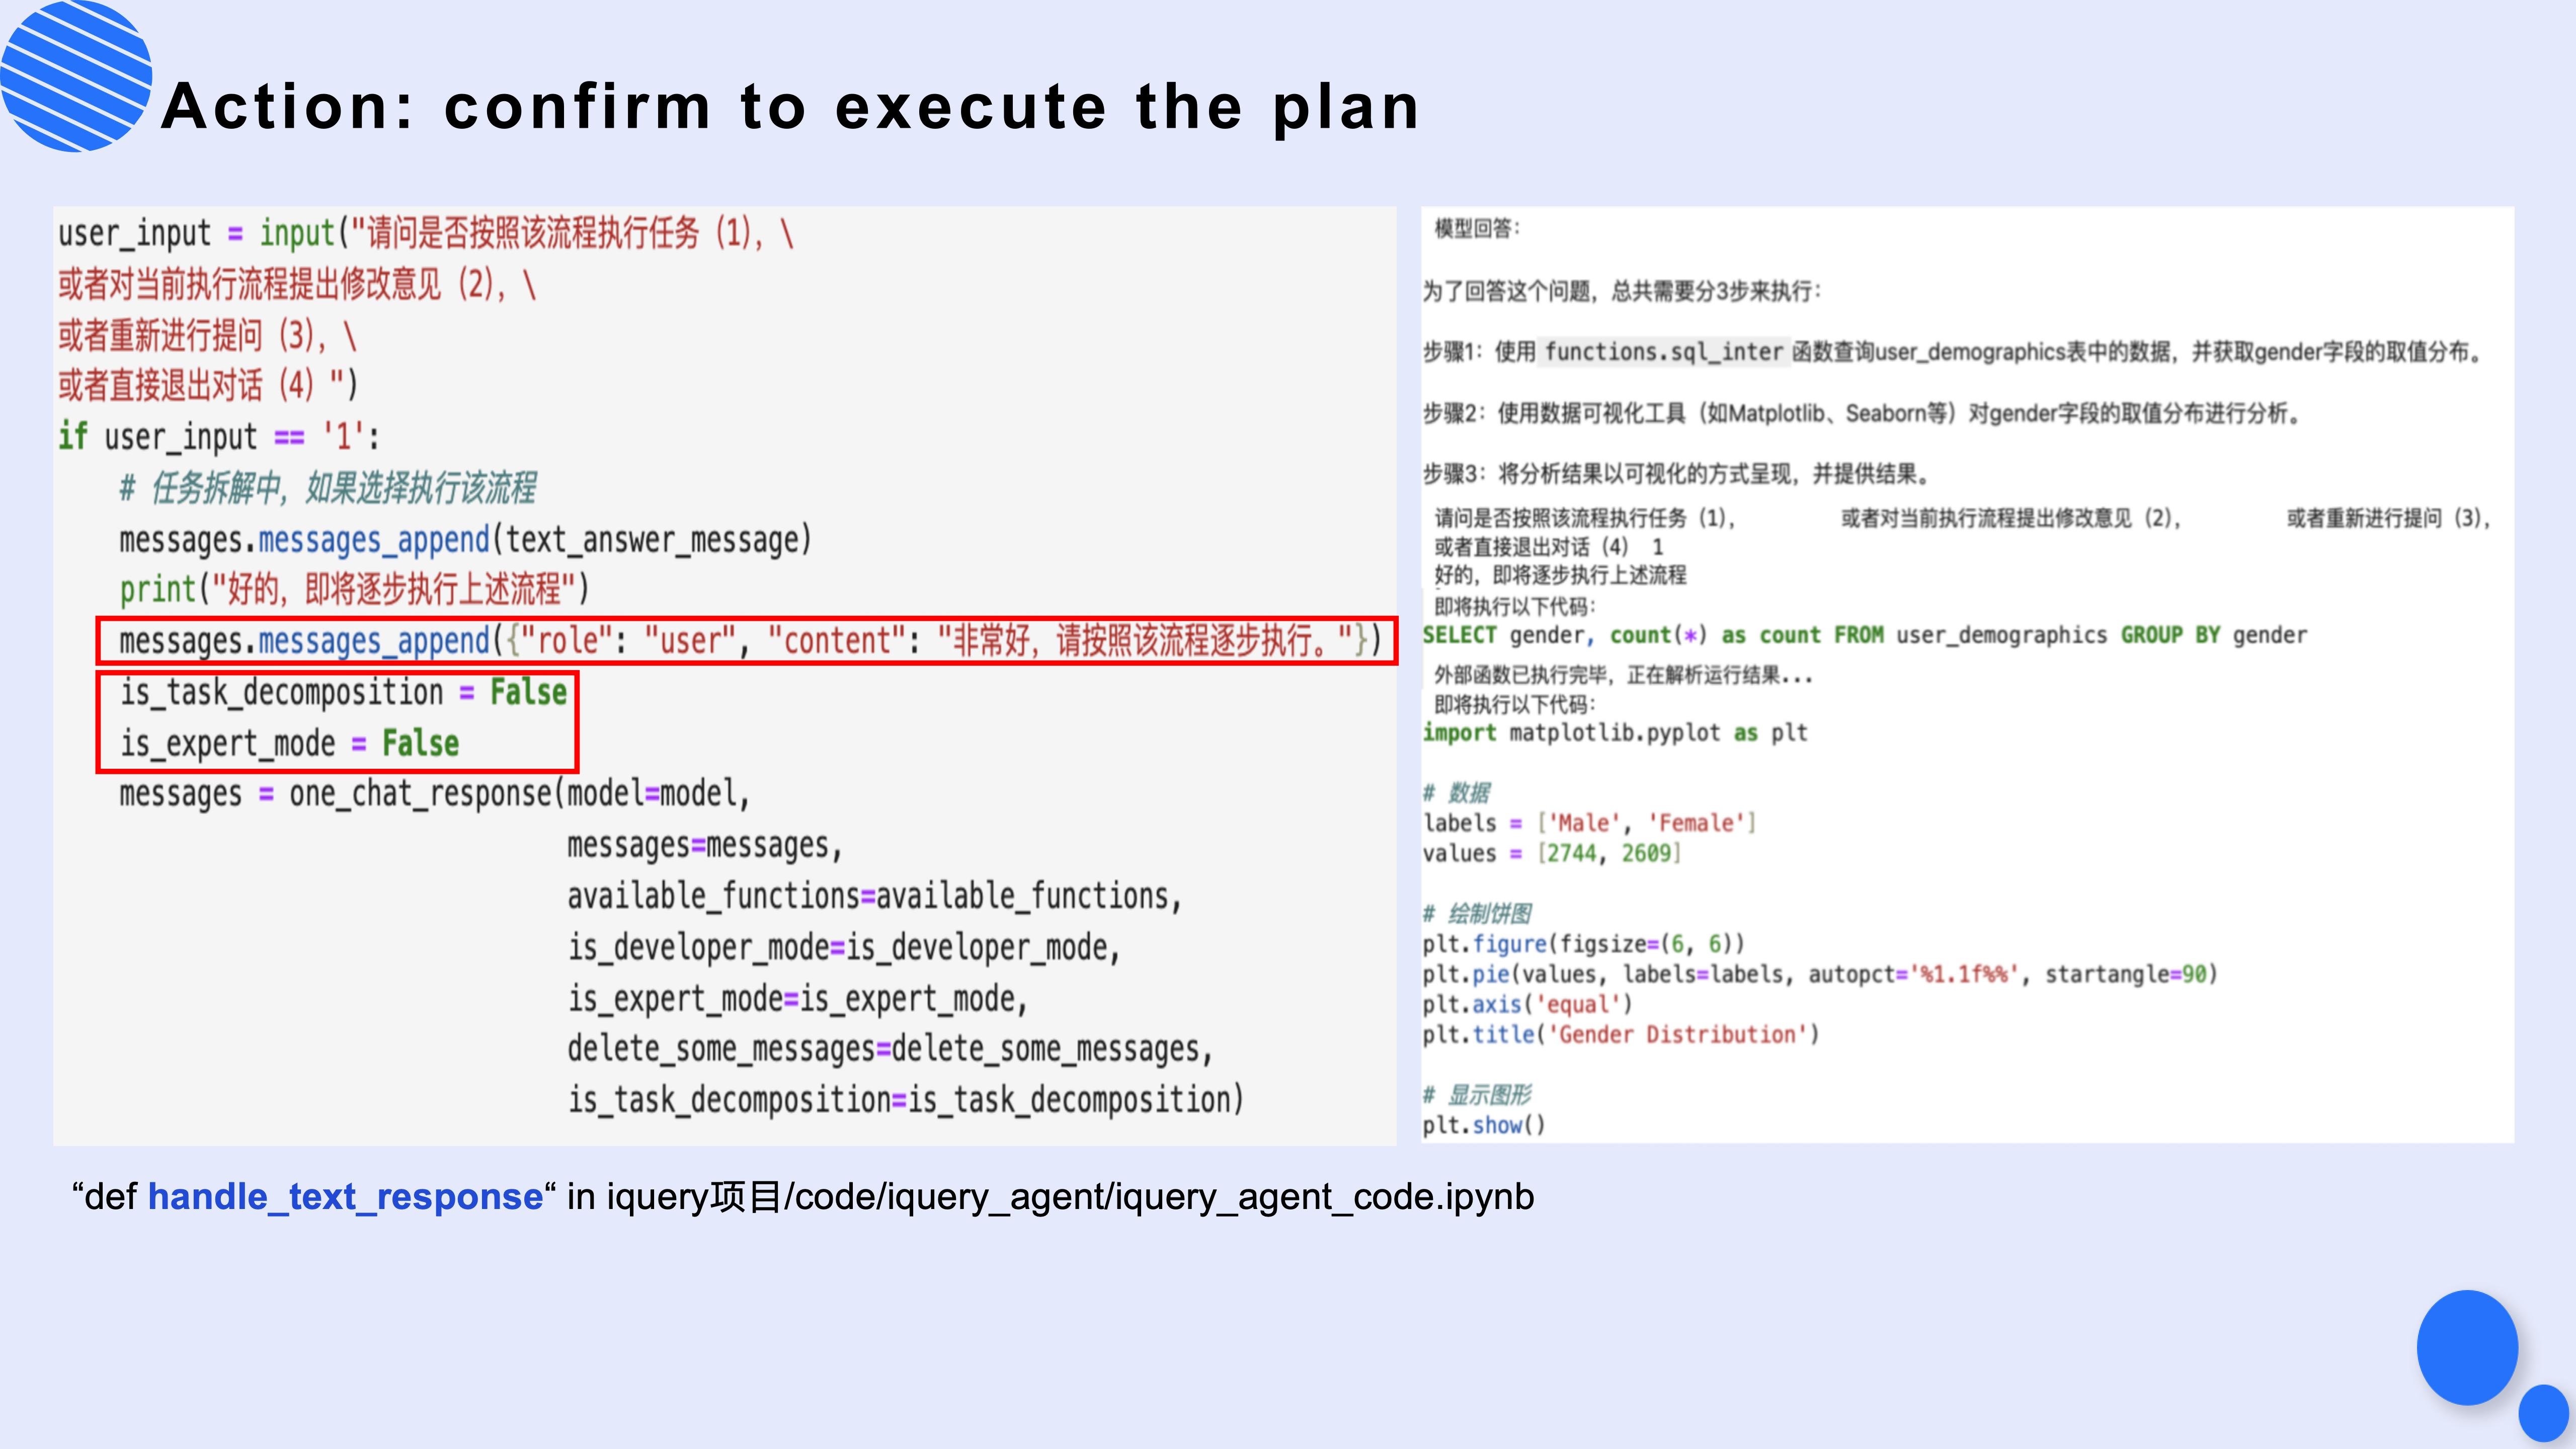 Action: confirm to execute the plan
user_input = input("请问是否按照该流程执行任务（1），\
或者对当前执行流程提出修改意见（2），\
或者重新进行提问（3），\
或者直接退出对话（4）")
if user_input == '1':
    # 任务拆解中，如果选择执行该流程
    messages.messages_append(text_answer_message)
    print("好的，即将逐步执行上述流程")
    messages.messages_append({"role": "user", "content": "非常好，请按照该流程逐步执行。"})
    is_task_decomposition = False
    is_expert_mode = False
    messages = one_chat_response(model=model,
                                 messages=messages,
                                 available_functions=available_functions,
                                 is_developer_mode=is_developer_mode,
                                 is_expert_mode=is_expert_mode,
                                 delete_some_messages=delete_some_messages,
                                 is_task_decomposition=is_task_decomposition)
模型回答：
为了回答这个问题，总共需要分3步来执行：
步骤1：使用 functions.sql_inter 函数查询user_demographics表中的数据，并获取gender字段的取值分布。
步骤2：使用数据可视化工具（如Matplotlib、Seaborn等）对gender字段的取值分布进行分析。
步骤3：将分析结果以可视化的方式呈现，并提供结果。
请问是否按照该流程执行任务（1），   或者对当前执行流程提出修改意见（2），   或者重新进行提问（3），
或者直接退出对话（4） 1
好的，即将逐步执行上述流程
即将执行以下代码：
SELECT gender, count(*) as count FROM user_demographics GROUP BY gender
外部函数已执行完毕，正在解析运行结果...
即将执行以下代码：
import matplotlib.pyplot as plt
# 数据
labels = ['Male', 'Female']
values = [2744, 2609]
# 绘制饼图
plt.figure(figsize=(6, 6))
plt.pie(values, labels=labels, autopct='%1.1f%%', startangle=90)
plt.axis('equal')
plt.title('Gender Distribution')
# 显示图形
plt.show()
“def handle_text_response“ in iquery项目/code/iquery_agent/iquery_agent_code.ipynb